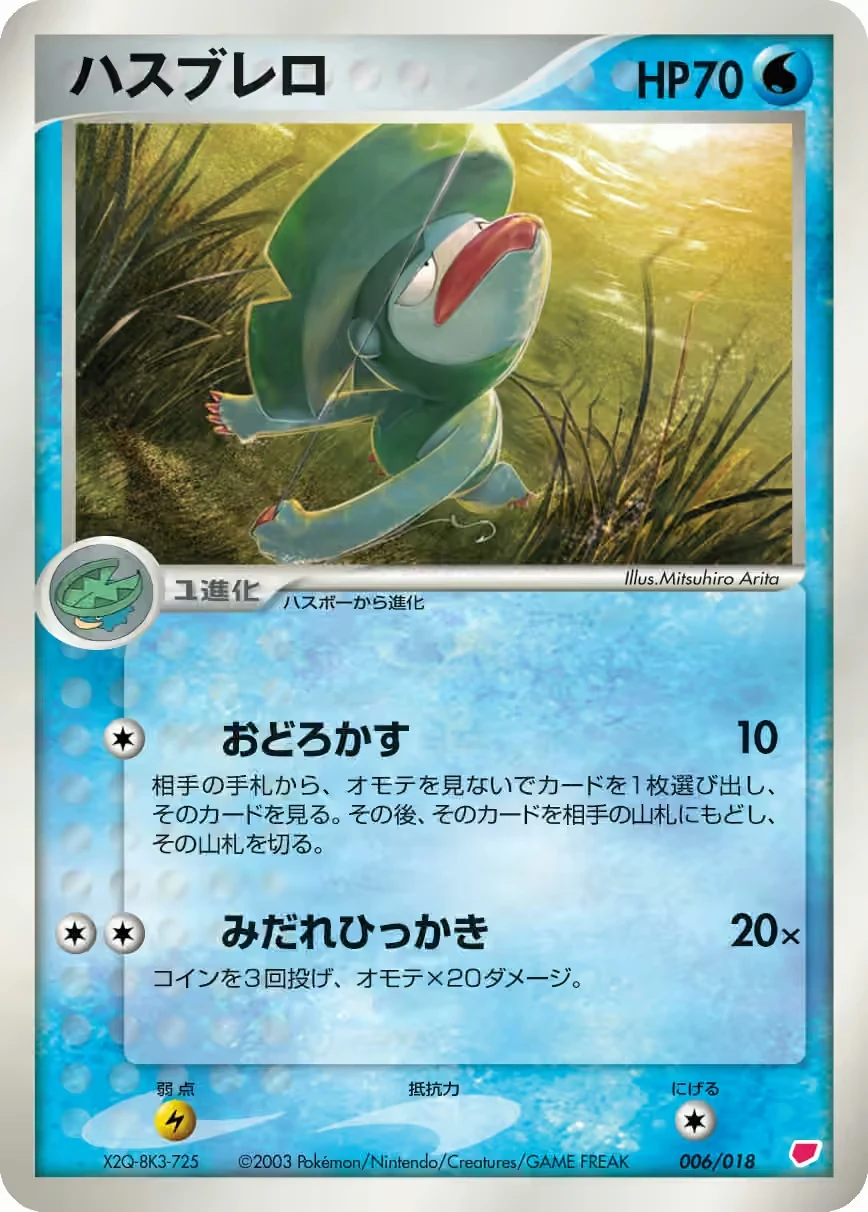 ハスブレロ
HP70
Illus.Mitsuhiro Arita
1進化
ハスボーから進化
おどろかす 10
相手の手札から、オモテを見ないでカードを1枚選び出し、
そのカードを見る。その後、そのカードを相手の山札にもどし、
その山札を切る。
みだれひっかき 20×
コインを3回投げ、オモテ×20ダメージ。
弱点 抵抗力 にげる
X2Q-8K3-725 ©2003 Pokémon/Nintendo/Creatures/GAME FREAK 006/018